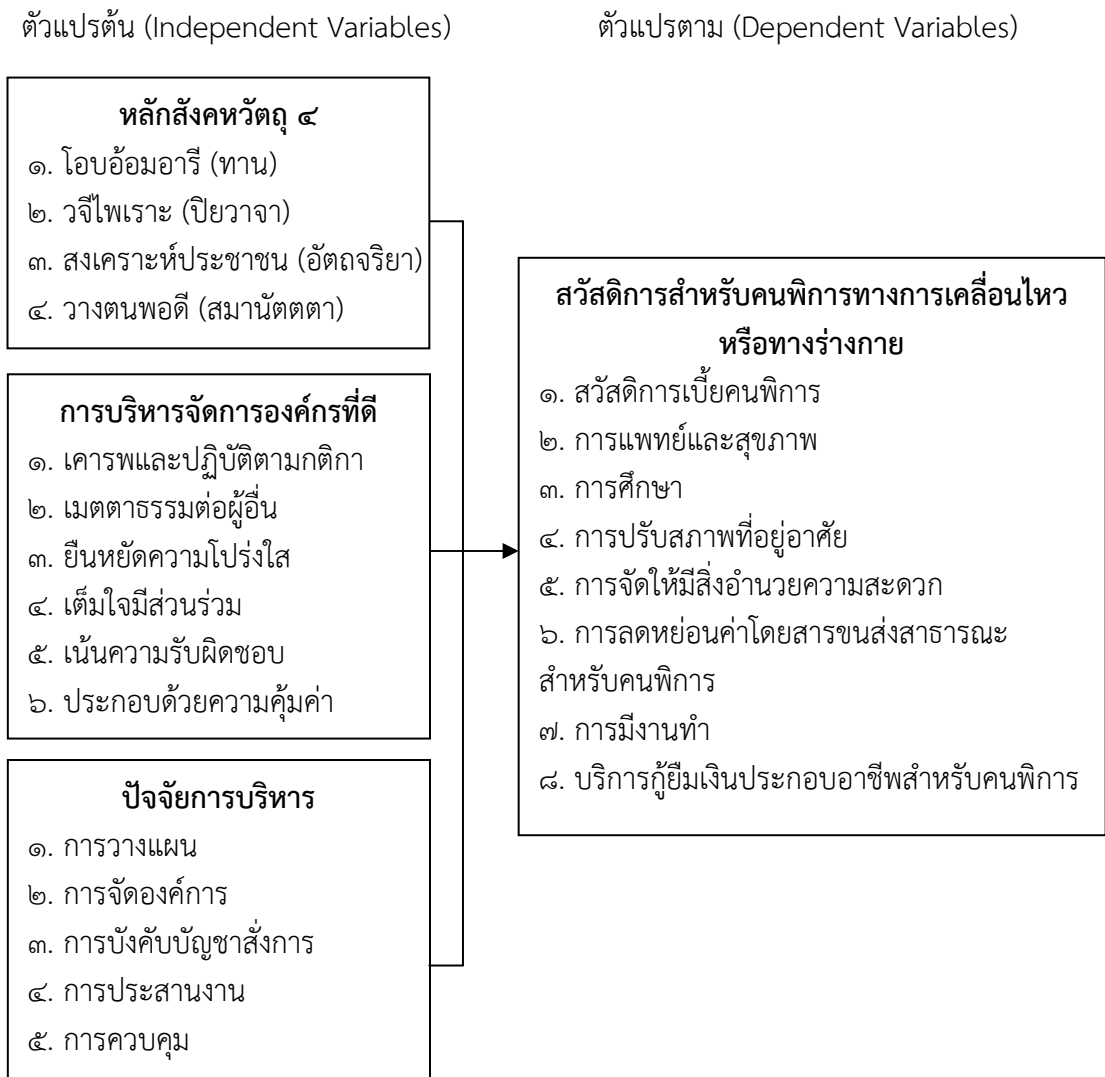 ตัวแปรต้น (Independent Variables)
ตัวแปรตาม (Dependent Variables)
หลักสังคหวัตถุ ๔
๑. โอบอ้อมอารี (ทาน)
๒. วจีไพเราะ (ปิยวาจา)
๓. สงเคราะห์ประชาชน (อัตถจริยา)
๔. วางตนพอดี (สมานัตตตา)
การบริหารจัดการองค์กรที่ดี
๑. เคารพและปฏิบัติตามกติกา
๒. เมตตาธรรมต่อผู้อื่น
๓. ยืนหยัดความโปร่งใส
๔. เต็มใจมีส่วนร่วม
๕. เน้นความรับผิดชอบ
๖. ประกอบด้วยความคุ้มค่า
ปัจจัยการบริหาร
๑. การวางแผน
๒. การจัดองค์การ
๓. การบังคับบัญชาสั่งการ
๔. การประสานงาน
๕. การควบคุม
สวัสดิการสำหรับคนพิการทางการเคลื่อนไหว
หรือทางร่างกาย
๑. สวัสดิการเบี้ยคนพิการ
๒. การแพทย์และสุขภาพ
๓. การศึกษา
๔. การปรับสภาพที่อยู่อาศัย
๕. การจัดให้มีสิ่งอำนวยความสะดวก
๖. การลดหย่อนค่าโดยสารขนส่งสาธารณะ
สำหรับคนพิการ
๗. การมีงานทำ
๘. บริการกู้ยืมเงินประกอบอาชีพสำหรับคนพิการ